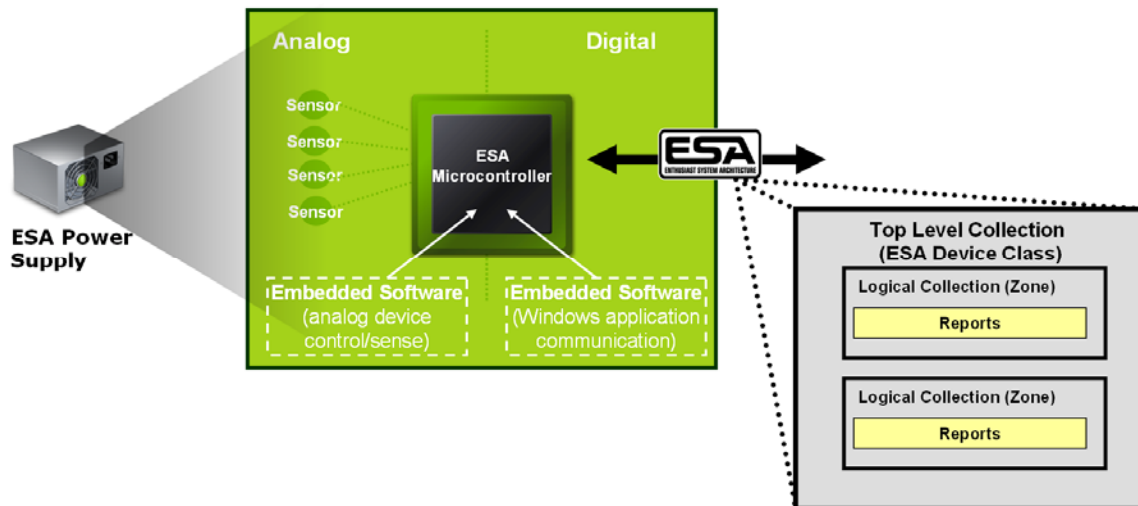 Analog
Digital
Sensor
Sensor
Sensor
Sensor
ESA
Microcontroller
ESA
ENTHUSIAST SYSTEM ARCHITECTURE
ESA Power
Supply
Embedded Software
(analog device
control/sense)
Embedded Software
(Windows application
communication)
Top Level Collection
(ESA Device Class)
Logical Collection (Zone)
Reports
Logical Collection (Zone)
Reports